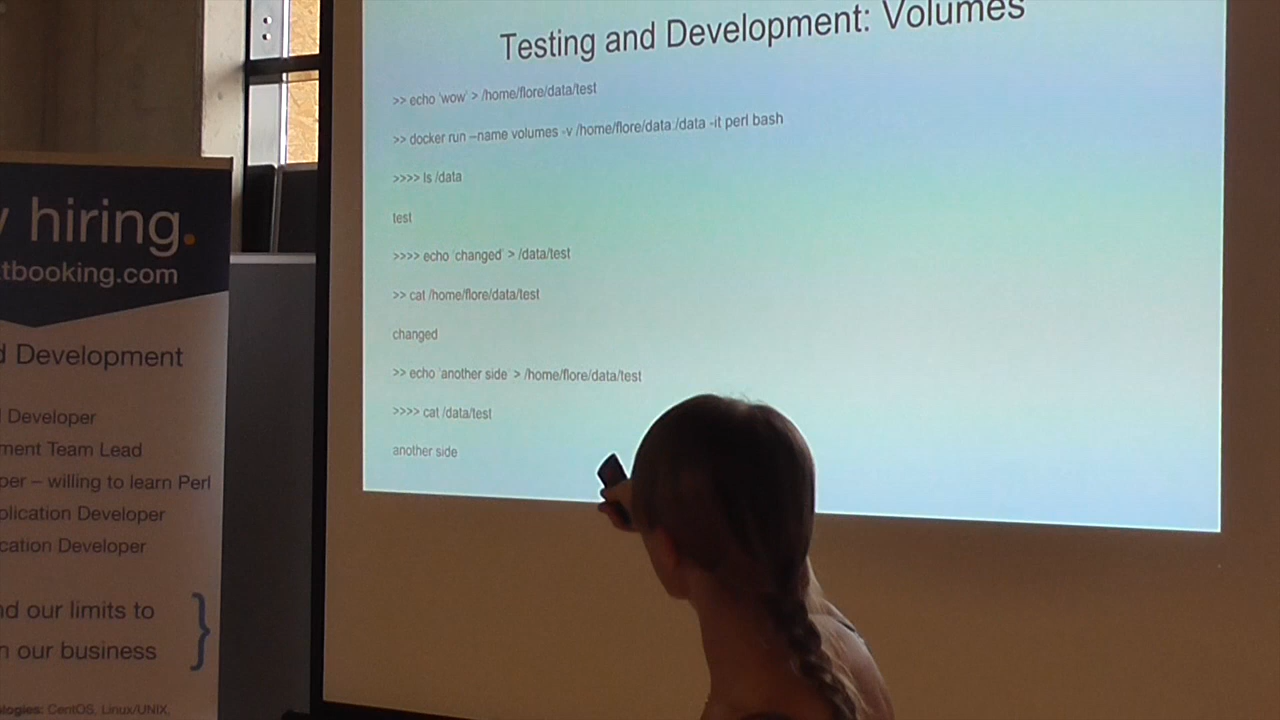 Testing and Development: Volumes
>> echo 'wow' > /home/flore/data/test
>> docker run –name volumes -v /home/flore/data:/data -it perl bash
>>>> ls /data
test
>>>> echo 'changed' > /data/test
>> cat /home/flore/data/test
changed
>> echo 'another side' > /home/flore/data/test
>>>> cat /data/test
another side
hiring.
tbooking.com
d Development
Developer
ment Team Lead
per – willing to learn Perl
plication Developer
cation Developer
nd our limits to
n our business
}
ologies: CentOS, Linux/UNIX,